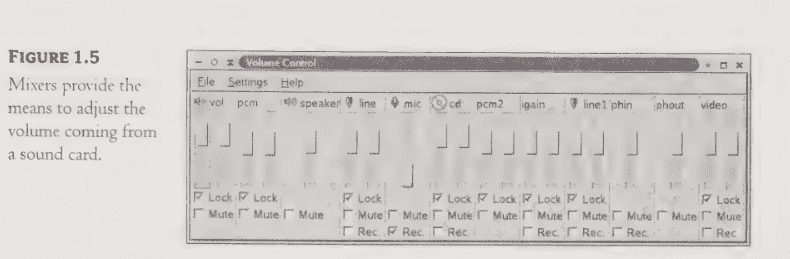 FIGURE 1.5
Mixers provide the
means to adjust the
volume coming from
a sound card.
Volume Control
File Settings Help
vol pcm speaker line mic cd pcm2 igain line1 phin phout video
Lock Lock Lock Lock Lock Lock Lock Lock
Mute Mute Mute Mute Mute Mute Mute Mute Mute Mute Mute Mute
Rec. Rec. Rec. Rec. Rec. Rec. Rec.